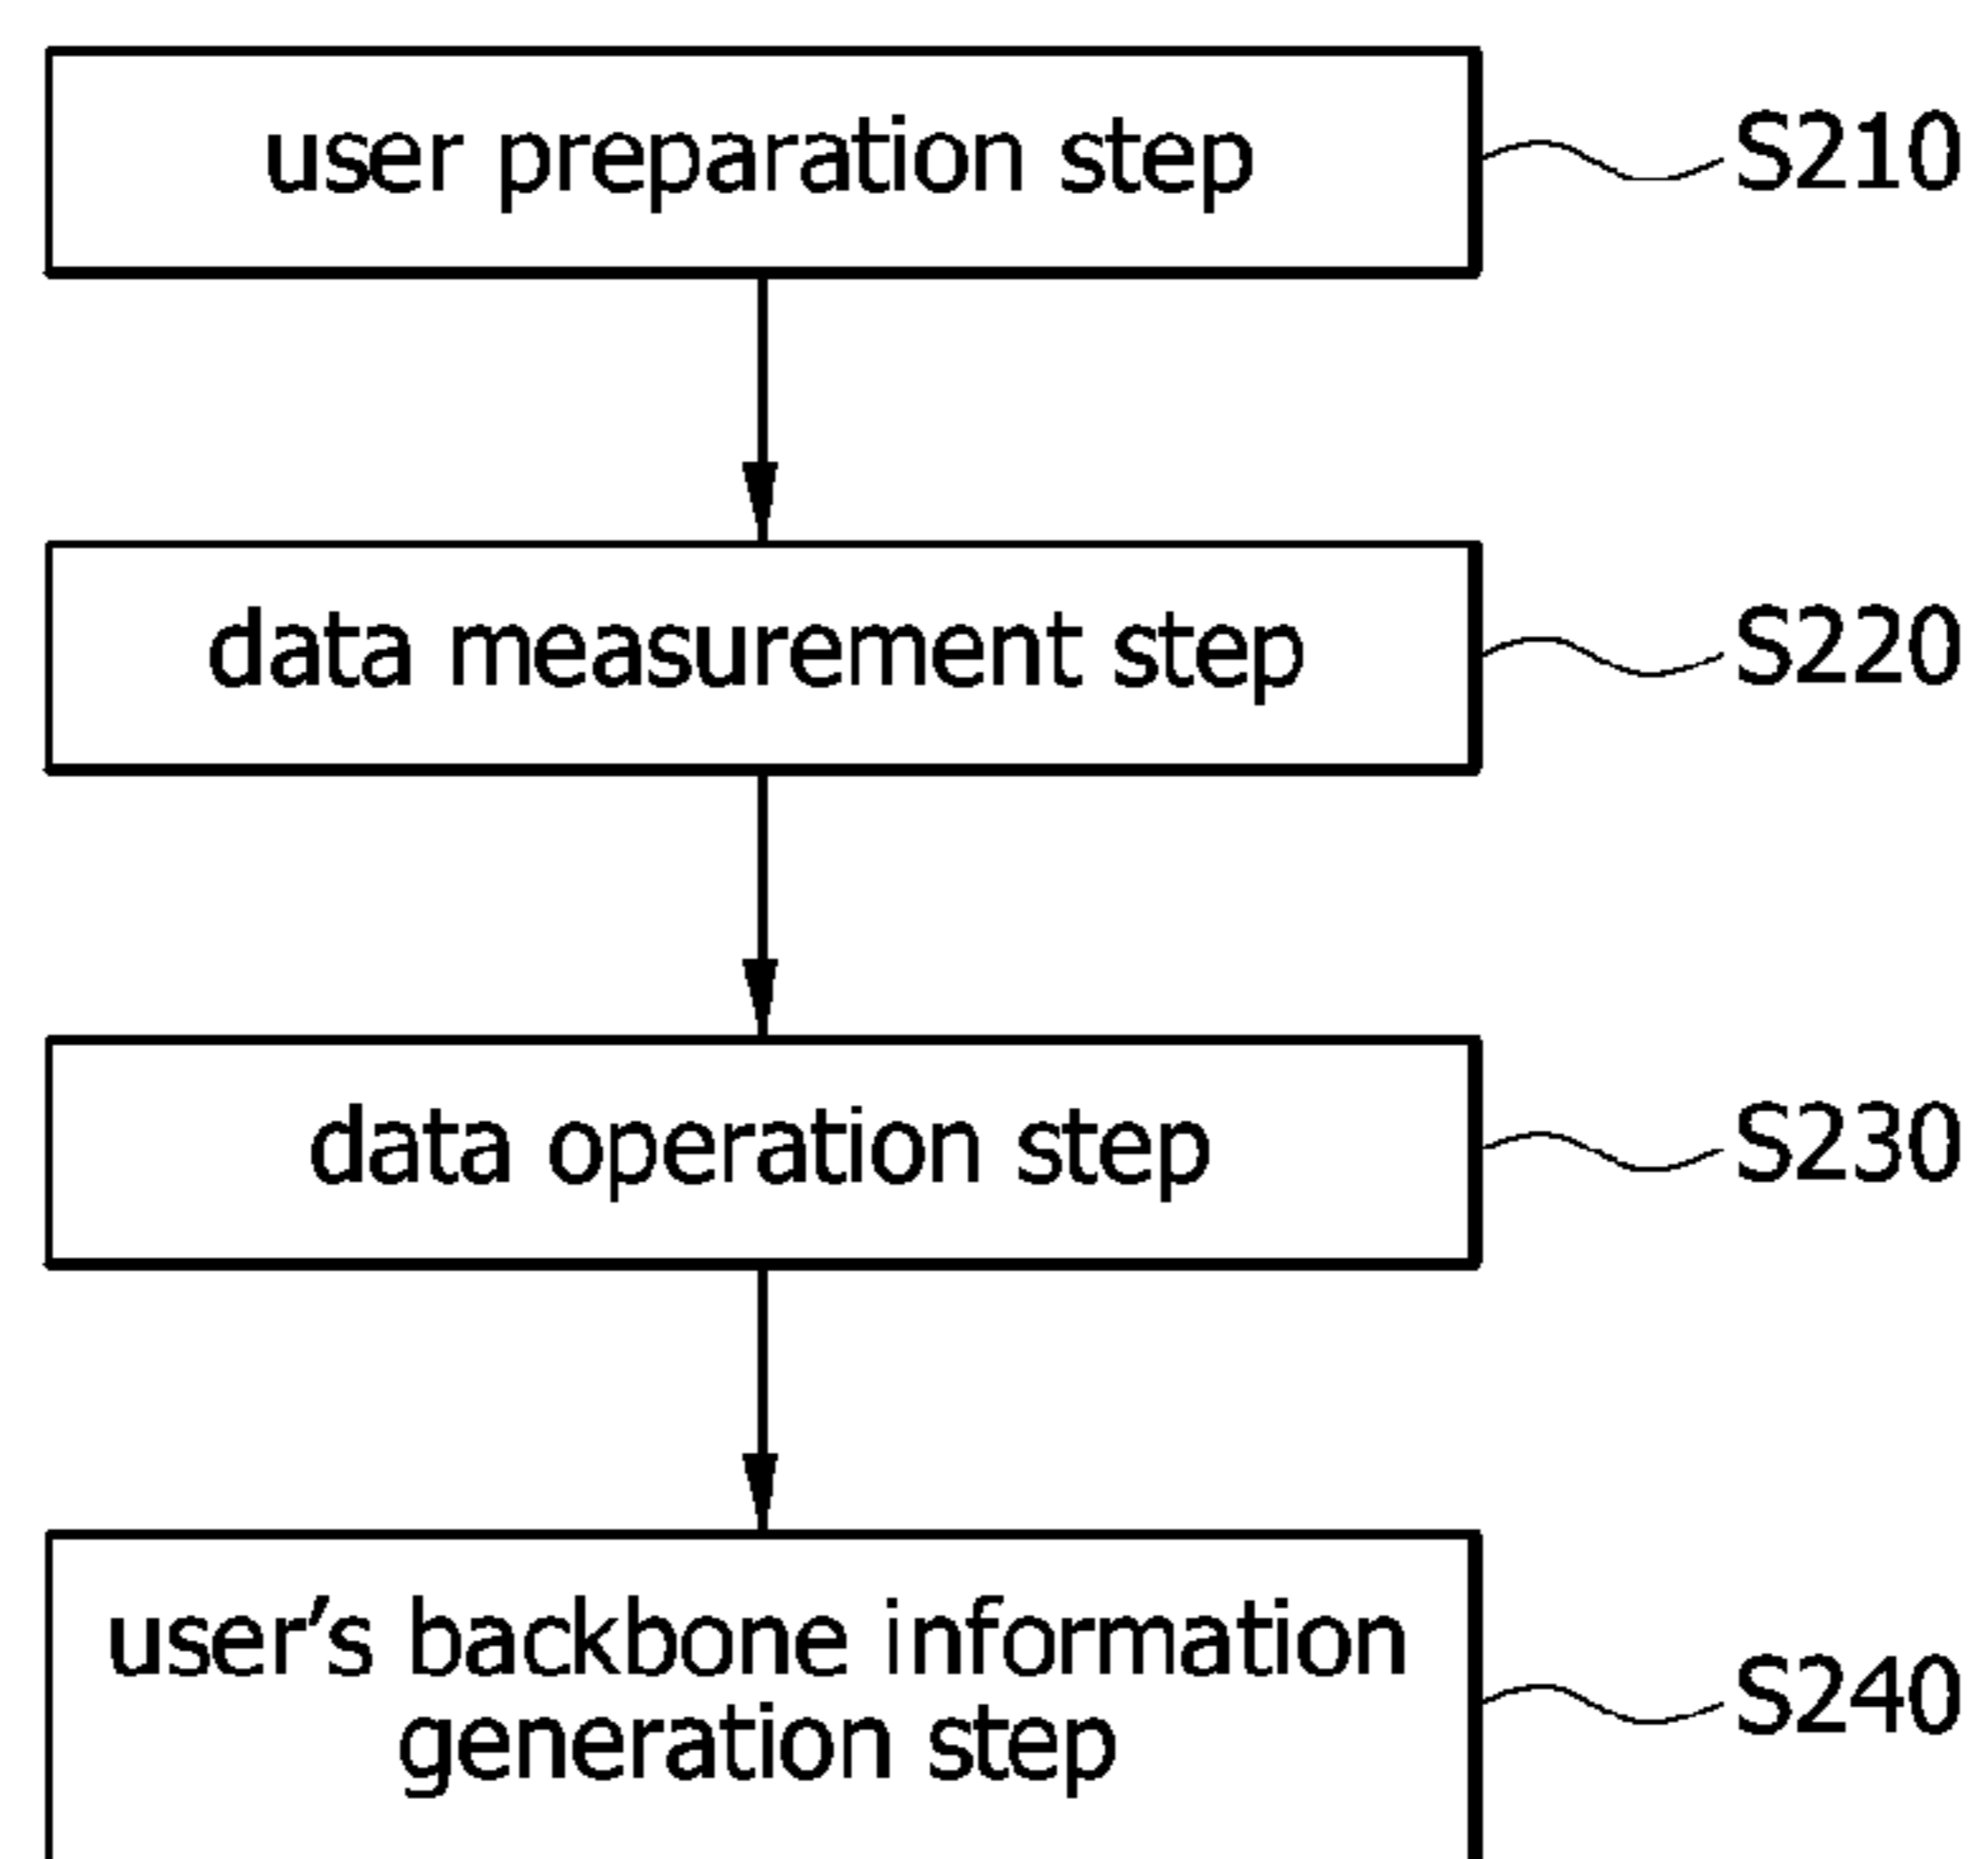 user preparation step
S210
data measurement step
S220
data operation step
S230
user’s backbone information
generation step
S240